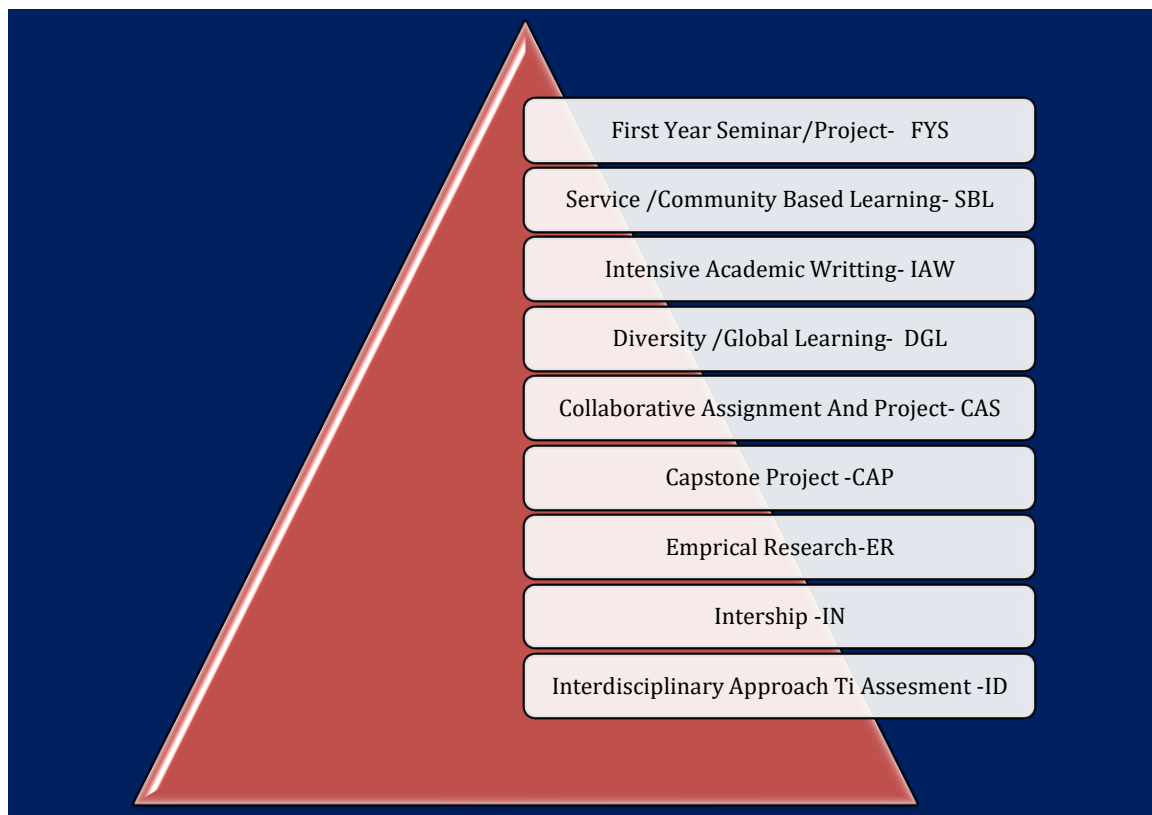 First Year Seminar/Project-   FYS
Service /Community Based Learning- SBL
Intensive Academic Writting- IAW
Diversity /Global Learning-  DGL
Collaborative Assignment And Project- CAS
Capstone Project -CAP
Emprical Research-ER
Intership -IN
Interdisciplinary Approach Ti Assesment -ID